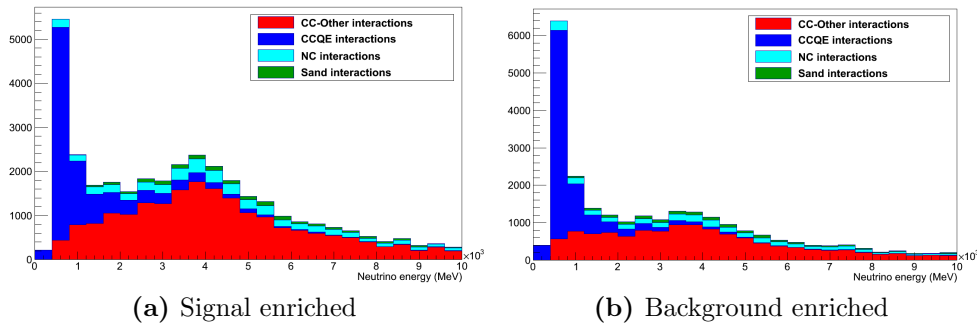 5000
4000
3000
2000
1000
0
CC-Other interactions
CCQE interactions
NC interactions
Sand interactions
0 1 2 3 4 5 6 7 8 9 10
×10³
Neutrino energy (MeV)
(a) Signal enriched
6000
5000
4000
3000
2000
1000
0
CC-Other interactions
CCQE interactions
NC interactions
Sand interactions
0 1 2 3 4 5 6 7 8 9 10
×10³
Neutrino energy (MeV)
(b) Background enriched